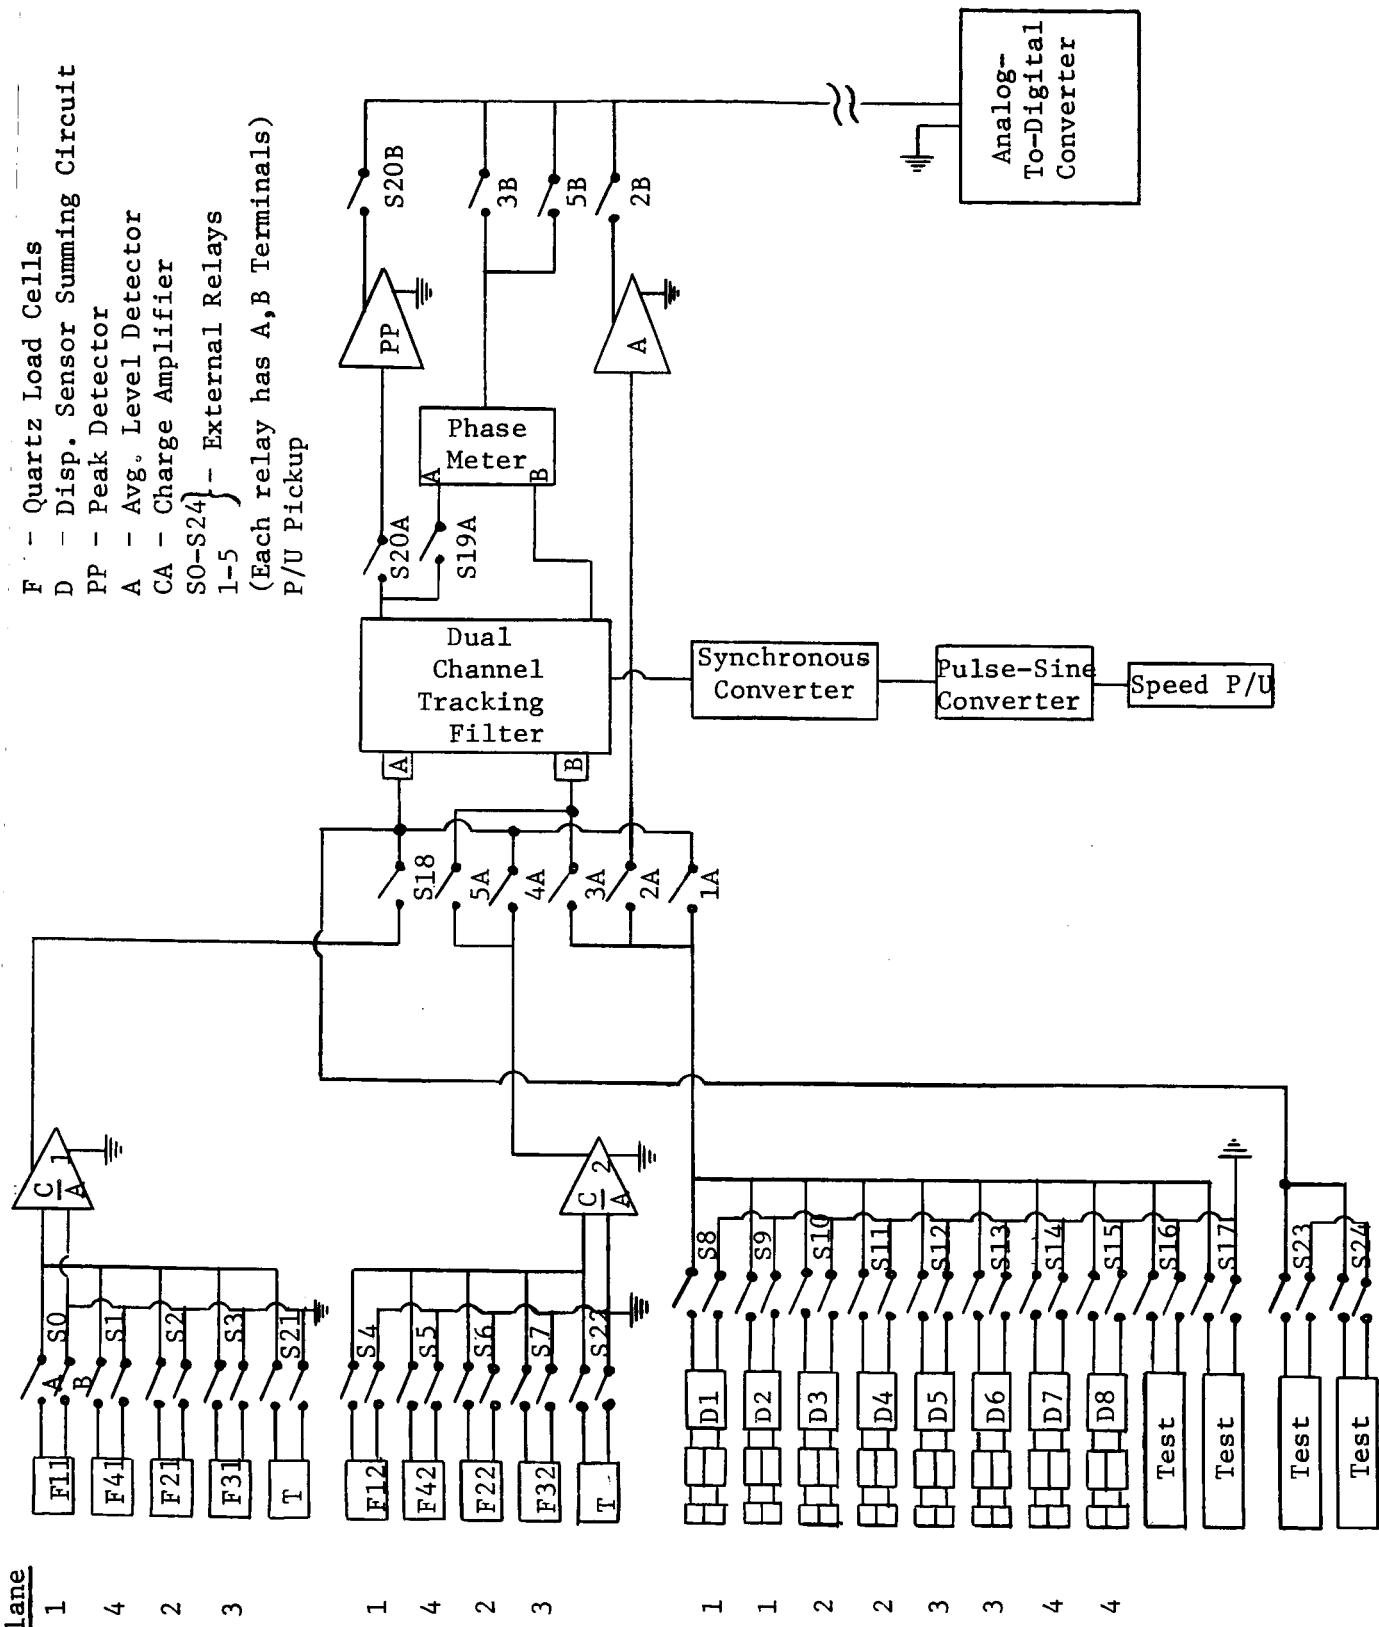 F - Quartz Load Cells
D - Disp. Sensor Summing Circuit
PP - Peak Detector
A - Avg. Level Detector
CA - Charge Amplifier
SO-S24
1-5
} - External Relays
(Each relay has A,B Terminals)
P/U Pickup
lane
1
4
2
3
1
4
2
3
1
1
2
2
3
3
4
4
F11
F41
F21
F31
T
F12
F42
F22
F32
T
D1
D2
D3
D4
D5
D6
D7
D8
Test
Test
Test
Test
A
B
S0
S1
S2
S3
S21
S4
S5
S6
S7
S22
S8
S9
S10
S11
S12
S13
S14
S15
S16
S17
S23
S24
C
A
1
C
A
2
S18
5A
4A
3A
2A
1A
A
B
Dual
Channel
Tracking
Filter
Synchronous
Converter
Pulse-Sine
Converter
Speed P/U
S20A
S19A
A
B
Phase
Meter
PP
A
S20B
3B
5B
2B
Analog-
To-Digital
Converter